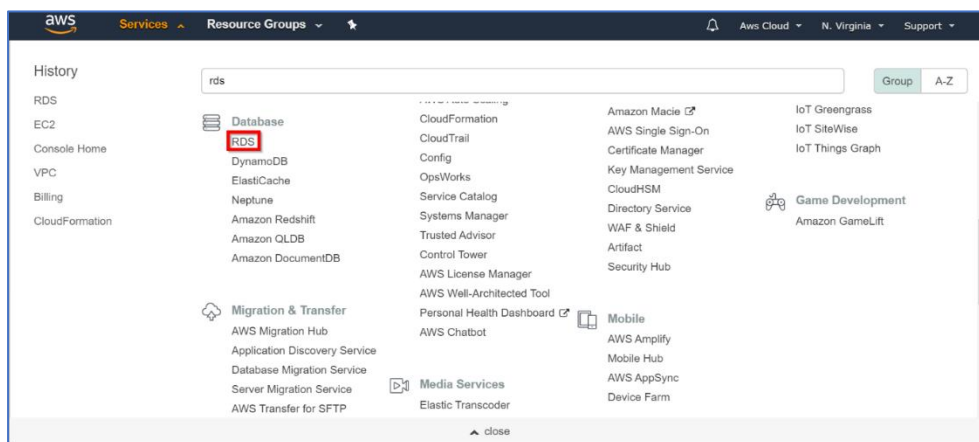 aws
Services
Resource Groups
Aws Cloud
N. Virginia
Support
History
RDS
EC2
Console Home
VPC
Billing
CloudFormation
rds
Group
A-Z
Database
RDS
DynamoDB
ElastiCache
Neptune
Amazon Redshift
Amazon QLDB
Amazon DocumentDB
Migration & Transfer
AWS Migration Hub
Application Discovery Service
Database Migration Service
Server Migration Service
AWS Transfer for SFTP
CloudFormation
CloudTrail
Config
OpsWorks
Service Catalog
Systems Manager
Trusted Advisor
Control Tower
AWS License Manager
AWS Well-Architected Tool
Personal Health Dashboard
AWS Chatbot
Media Services
Elastic Transcoder
Amazon Macie
AWS Single Sign-On
Certificate Manager
Key Management Service
CloudHSM
Directory Service
WAF & Shield
Artifact
Security Hub
Mobile
AWS Amplify
Mobile Hub
AWS AppSync
Device Farm
IoT Greengrass
IoT SiteWise
IoT Things Graph
Game Development
Amazon GameLift
close